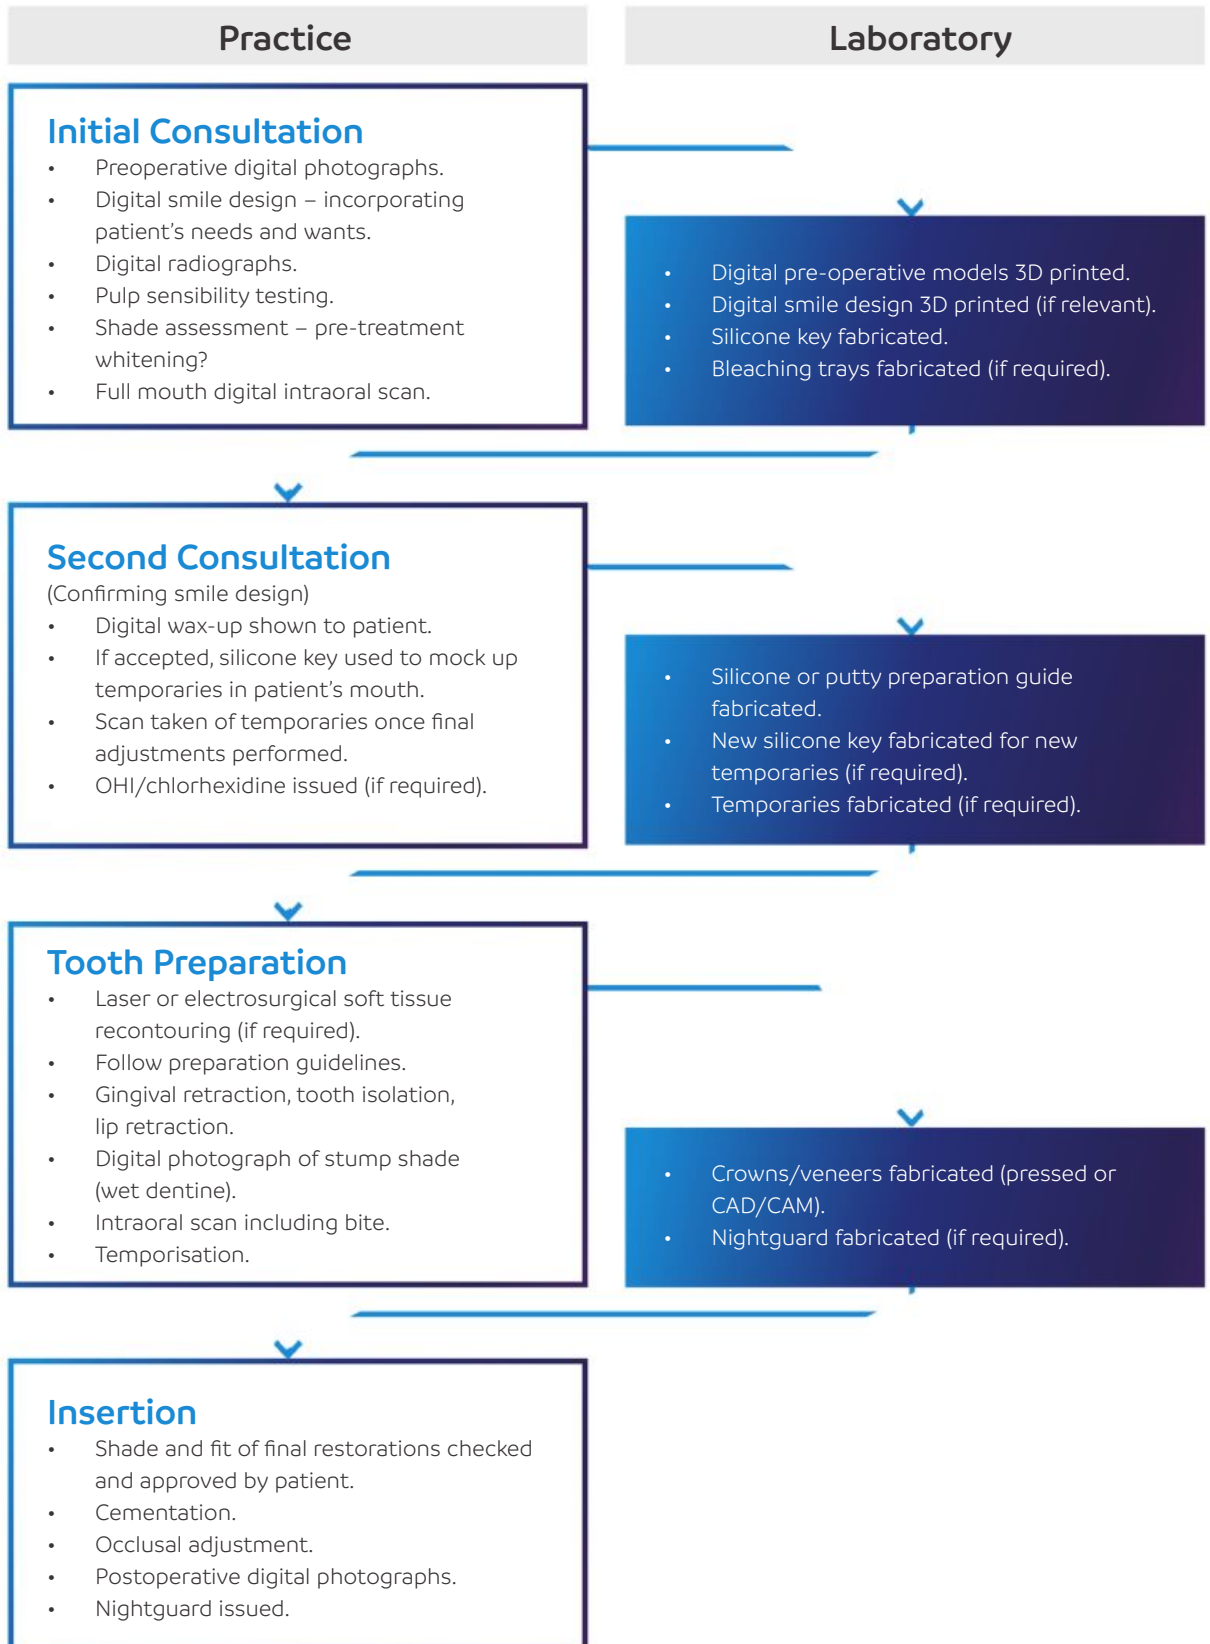 Practice
Laboratory
Initial Consultation
• Preoperative digital photographs.
• Digital smile design – incorporating
patient's needs and wants.
• Digital radiographs.
• Pulp sensibility testing.
• Shade assessment – pre-treatment
whitening?
• Full mouth digital intraoral scan.
• Digital pre-operative models 3D printed.
• Digital smile design 3D printed (if relevant).
• Silicone key fabricated.
• Bleaching trays fabricated (if required).
Second Consultation
(Confirming smile design)
• Digital wax-up shown to patient.
• If accepted, silicone key used to mock up
temporaries in patient's mouth.
• Scan taken of temporaries once final
adjustments performed.
• OHI/chlorhexidine issued (if required).
• Silicone or putty preparation guide
fabricated.
• New silicone key fabricated for new
temporaries (if required).
• Temporaries fabricated (if required).
Tooth Preparation
• Laser or electrosurgical soft tissue
recontouring (if required).
• Follow preparation guidelines.
• Gingival retraction, tooth isolation,
lip retraction.
• Digital photograph of stump shade
(wet dentine).
• Intraoral scan including bite.
• Temporisation.
• Crowns/veneers fabricated (pressed or
CAD/CAM).
• Nightguard fabricated (if required).
Insertion
• Shade and fit of final restorations checked
and approved by patient.
• Cementation.
• Occlusal adjustment.
• Postoperative digital photographs.
• Nightguard issued.